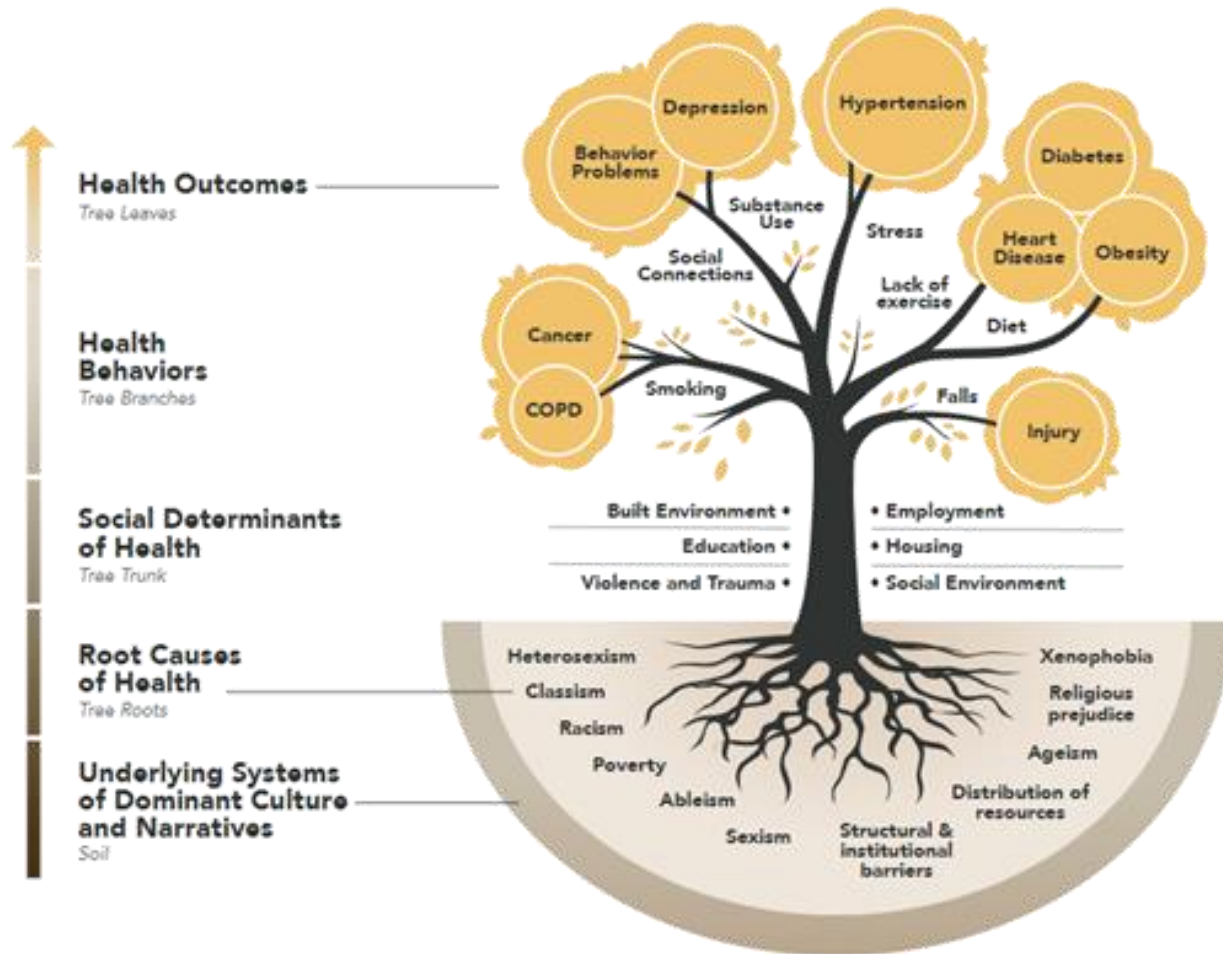 Health Outcomes
Tree Leaves
Health
Behaviors
Tree Branches
Social Determinants
of Health
Tree Trunk
Root Causes
of Health
Tree Roots
Underlying Systems
of Dominant Culture
and Narratives
Soil
Depression
Behavior
Problems
Hypertension
Diabetes
Heart
Disease
Obesity
Substance
Use
Stress
Social
Connections
Lack of
exercise
Diet
Cancer
COPD
Smoking
Falls
Injury
Built Environment •
• Employment
Education •
• Housing
Violence and Trauma •
• Social Environment
Heterosexism
Classism
Racism
Poverty
Ableism
Sexism
Structural &
institutional
barriers
Distribution of
resources
Ageism
Religious
prejudice
Xenophobia